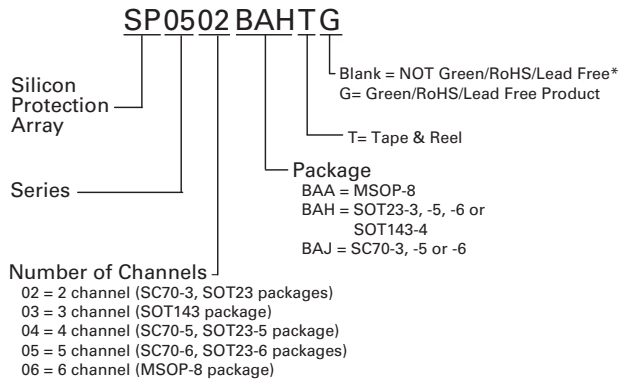 SP0502BAHTG
Blank = NOT Green/RoHS/Lead Free*
G= Green/RoHS/Lead Free Product
Silicon
Protection
Array
T= Tape & Reel
Package
BAA = MSOP-8
BAH = SOT23-3, -5, -6 or
SOT143-4
BAJ = SC70-3, -5 or -6
Series
Number of Channels
02 = 2 channel (SC70-3, SOT23 packages)
03 = 3 channel (SOT143 package)
04 = 4 channel (SC70-5, SOT23-5 package)
05 = 5 channel (SC70-6, SOT23-6 packages)
06 = 6 channel (MSOP-8 package)